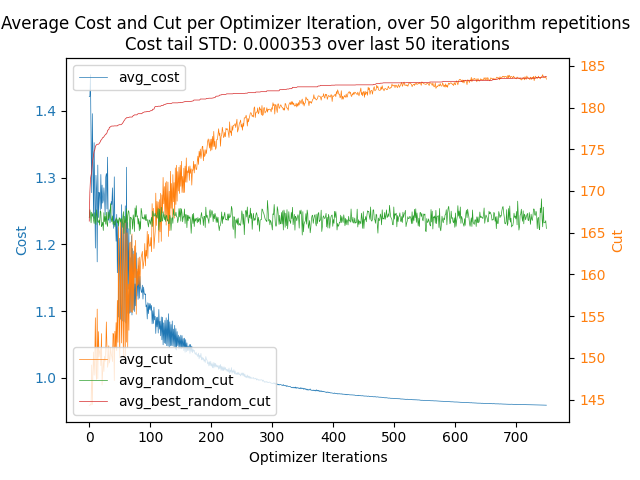 Average Cost and Cut per Optimizer Iteration, over 50 algorithm repetitions
Cost tail STD: 0.000353 over last 50 iterations
avg_cost
185
180
175
170
165
160
155
150
145
1.4
1.3
1.2
1.1
1.0
Cost
Cut
avg_cut
avg_random_cut
avg_best_random_cut
0 100 200 300 400 500 600 700
Optimizer Iterations